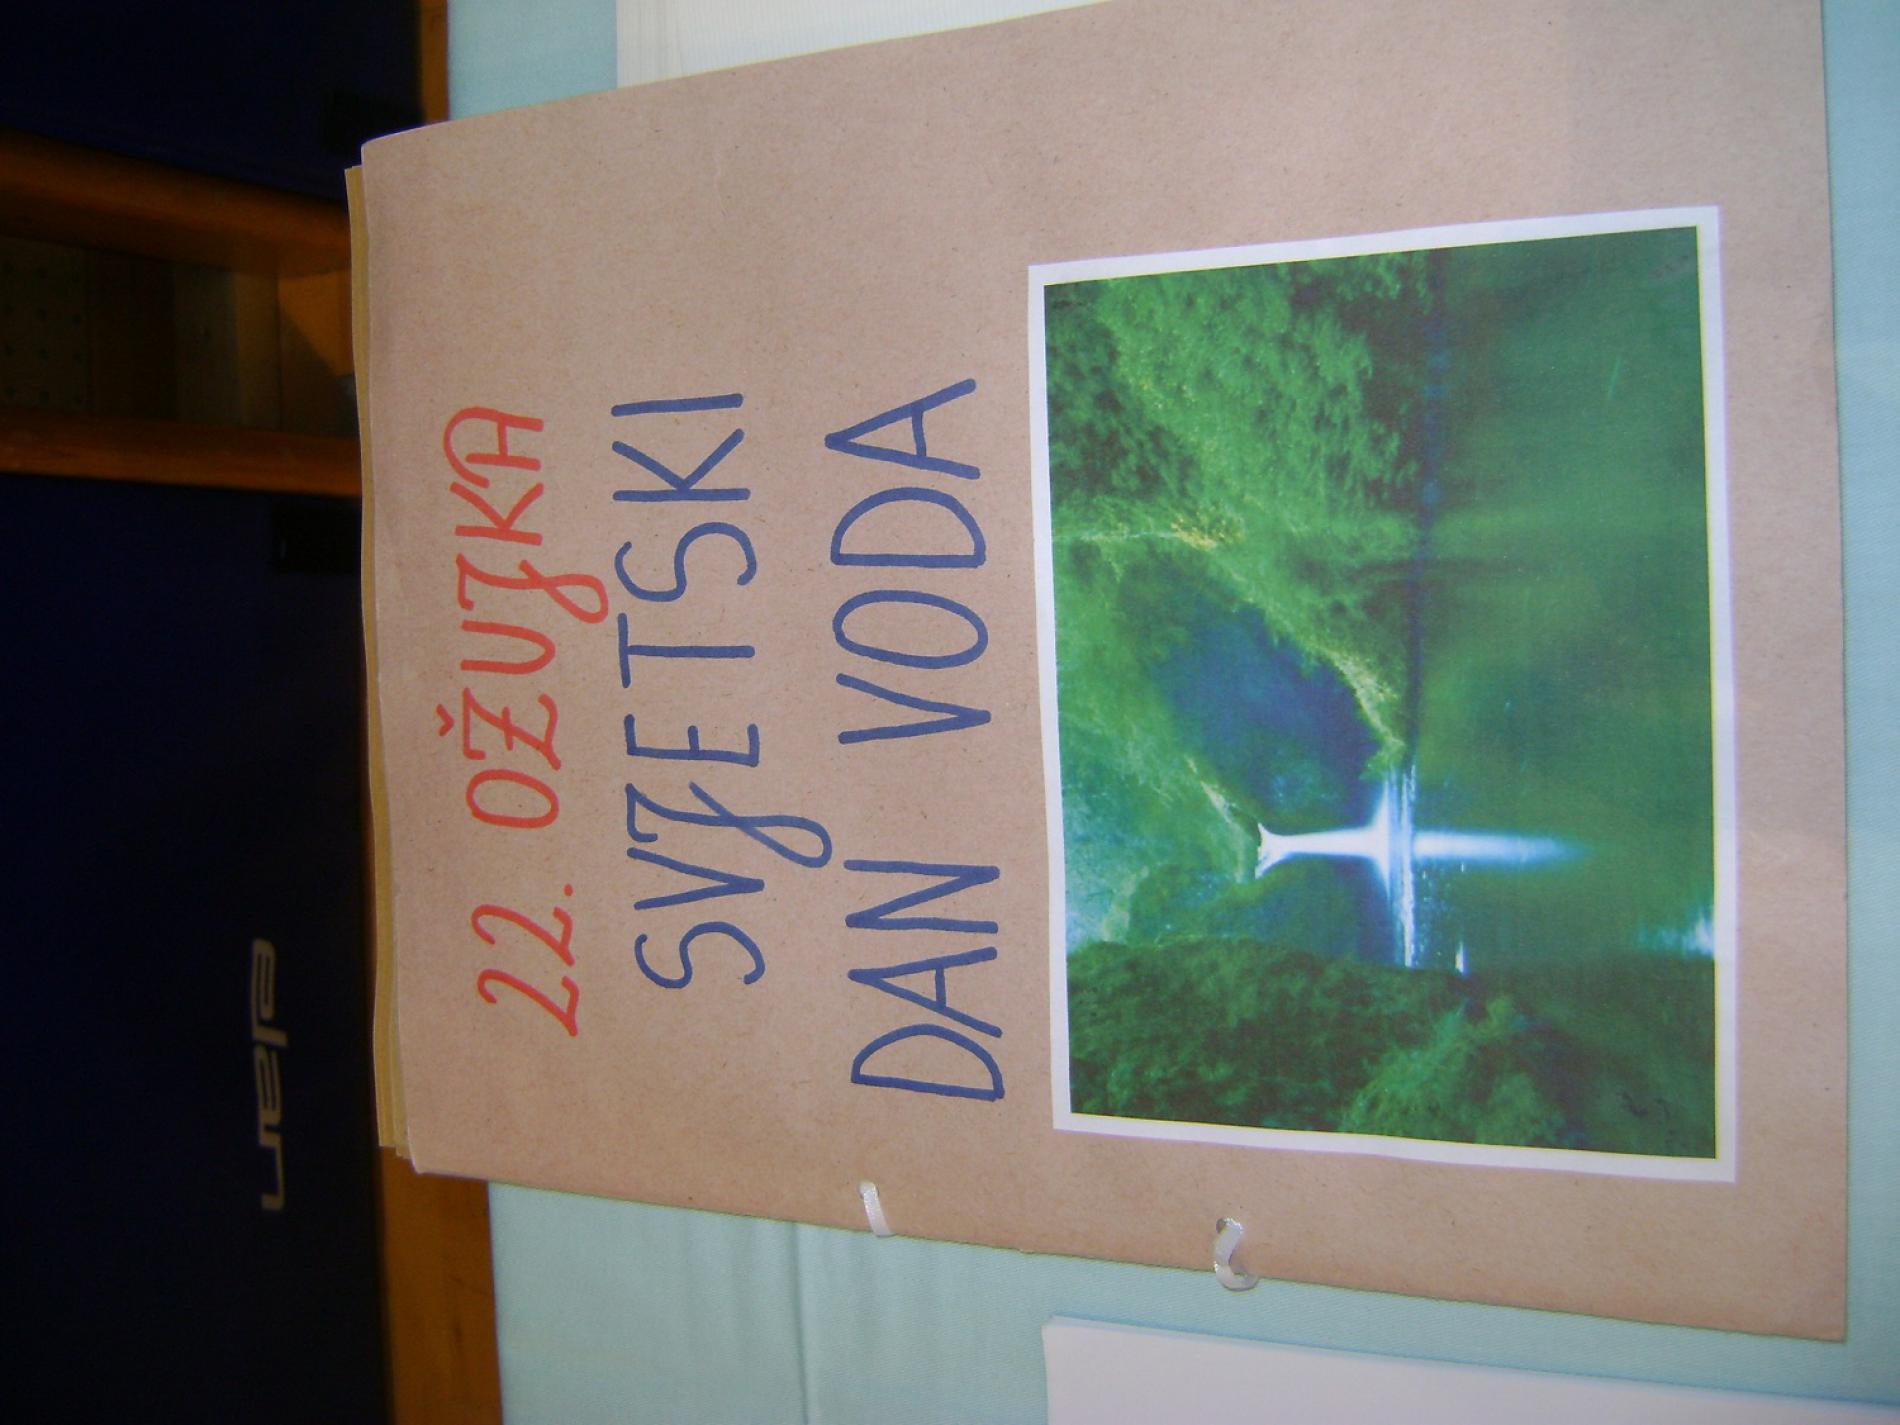 22. OŽUJKA
SVJETSKI
DAN VODA